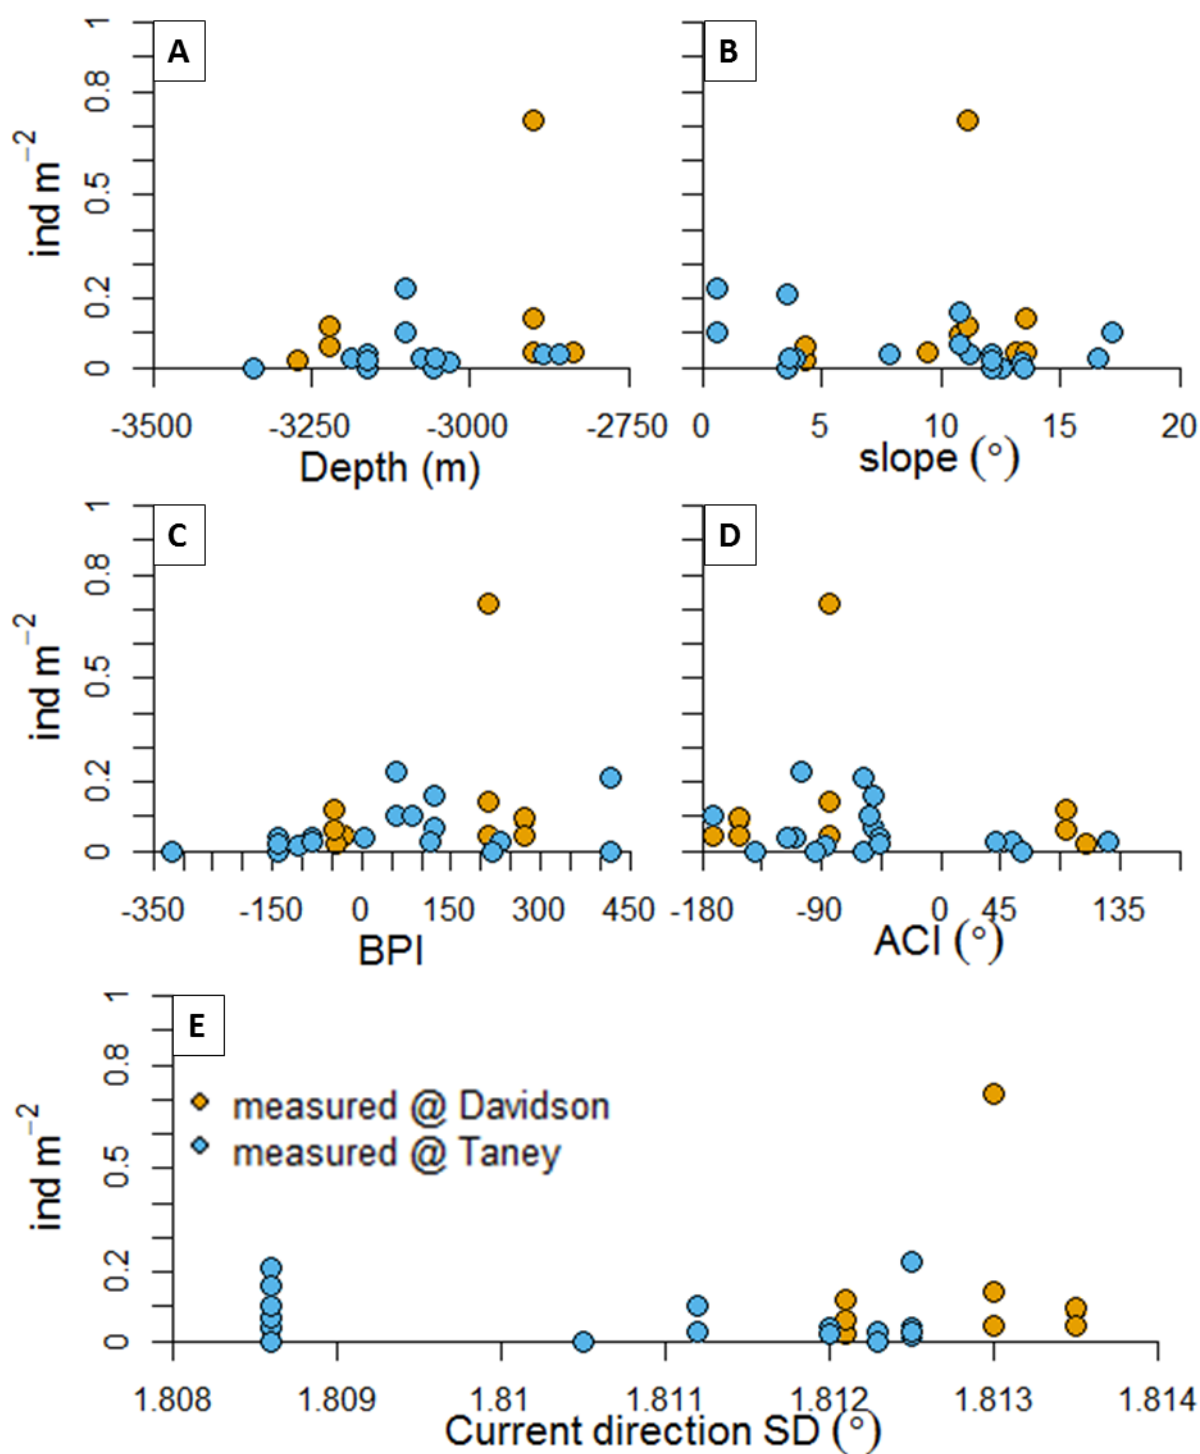 A
B
1
0.8
0.5
0.2
0
ind m−2
-3500 -3250 -3000 -2750
Depth (m)
0 5 10 15 20
slope (°)
C
D
1
0.8
0.5
0.2
0
ind m−2
-350 -150 0 150 300 450
BPI
-180 -90 0 45 135
ACI (°)
E
1
0.8
0.5
0.2
0
ind m−2
measured @ Davidson
measured @ Taney
1.808 1.809 1.81 1.811 1.812 1.813 1.814
Current direction SD (°)